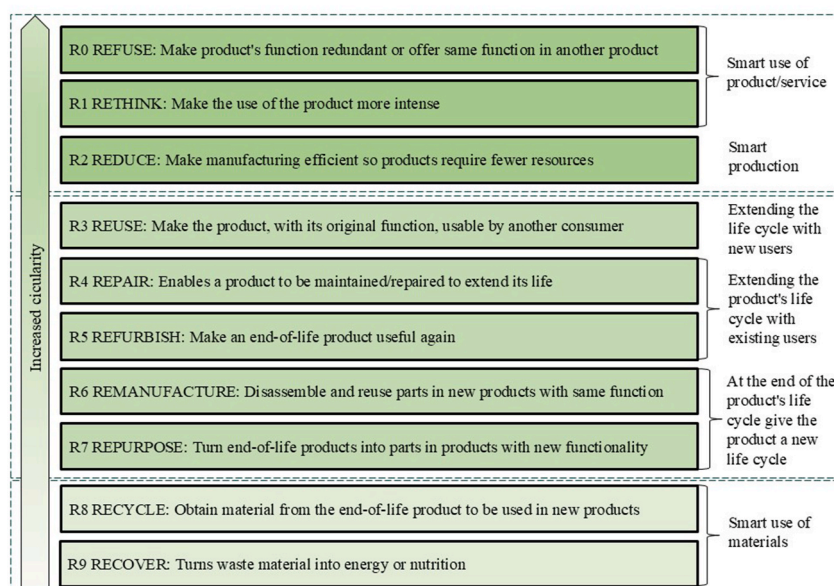 R0 REFUSE: Make product's function redundant or offer same function in another product
Smart use of
product/service
R1 RETHINK: Make the use of the product more intense
R2 REDUCE: Make manufacturing efficient so products require fewer resources
Smart
production
R3 REUSE: Make the product, with its original function, usable by another consumer
Extending the
life cycle with
new users
R4 REPAIR: Enables a product to be maintained/repaired to extend its life
R5 REFURBISH: Make an end-of-life product useful again
Extending the
product's life
cycle with
existing users
R6 REMANUFACTURE: Disassemble and reuse parts in new products with same function
R7 REPURPOSE: Turn end-of-life products into parts in products with new functionality
At the end of the
product's life
cycle give the
product a new
life cycle
R8 RECYCLE: Obtain material from the end-of-life product to be used in new products
R9 RECOVER: Turns waste material into energy or nutrition
Smart use of
materials
Increased cicularity